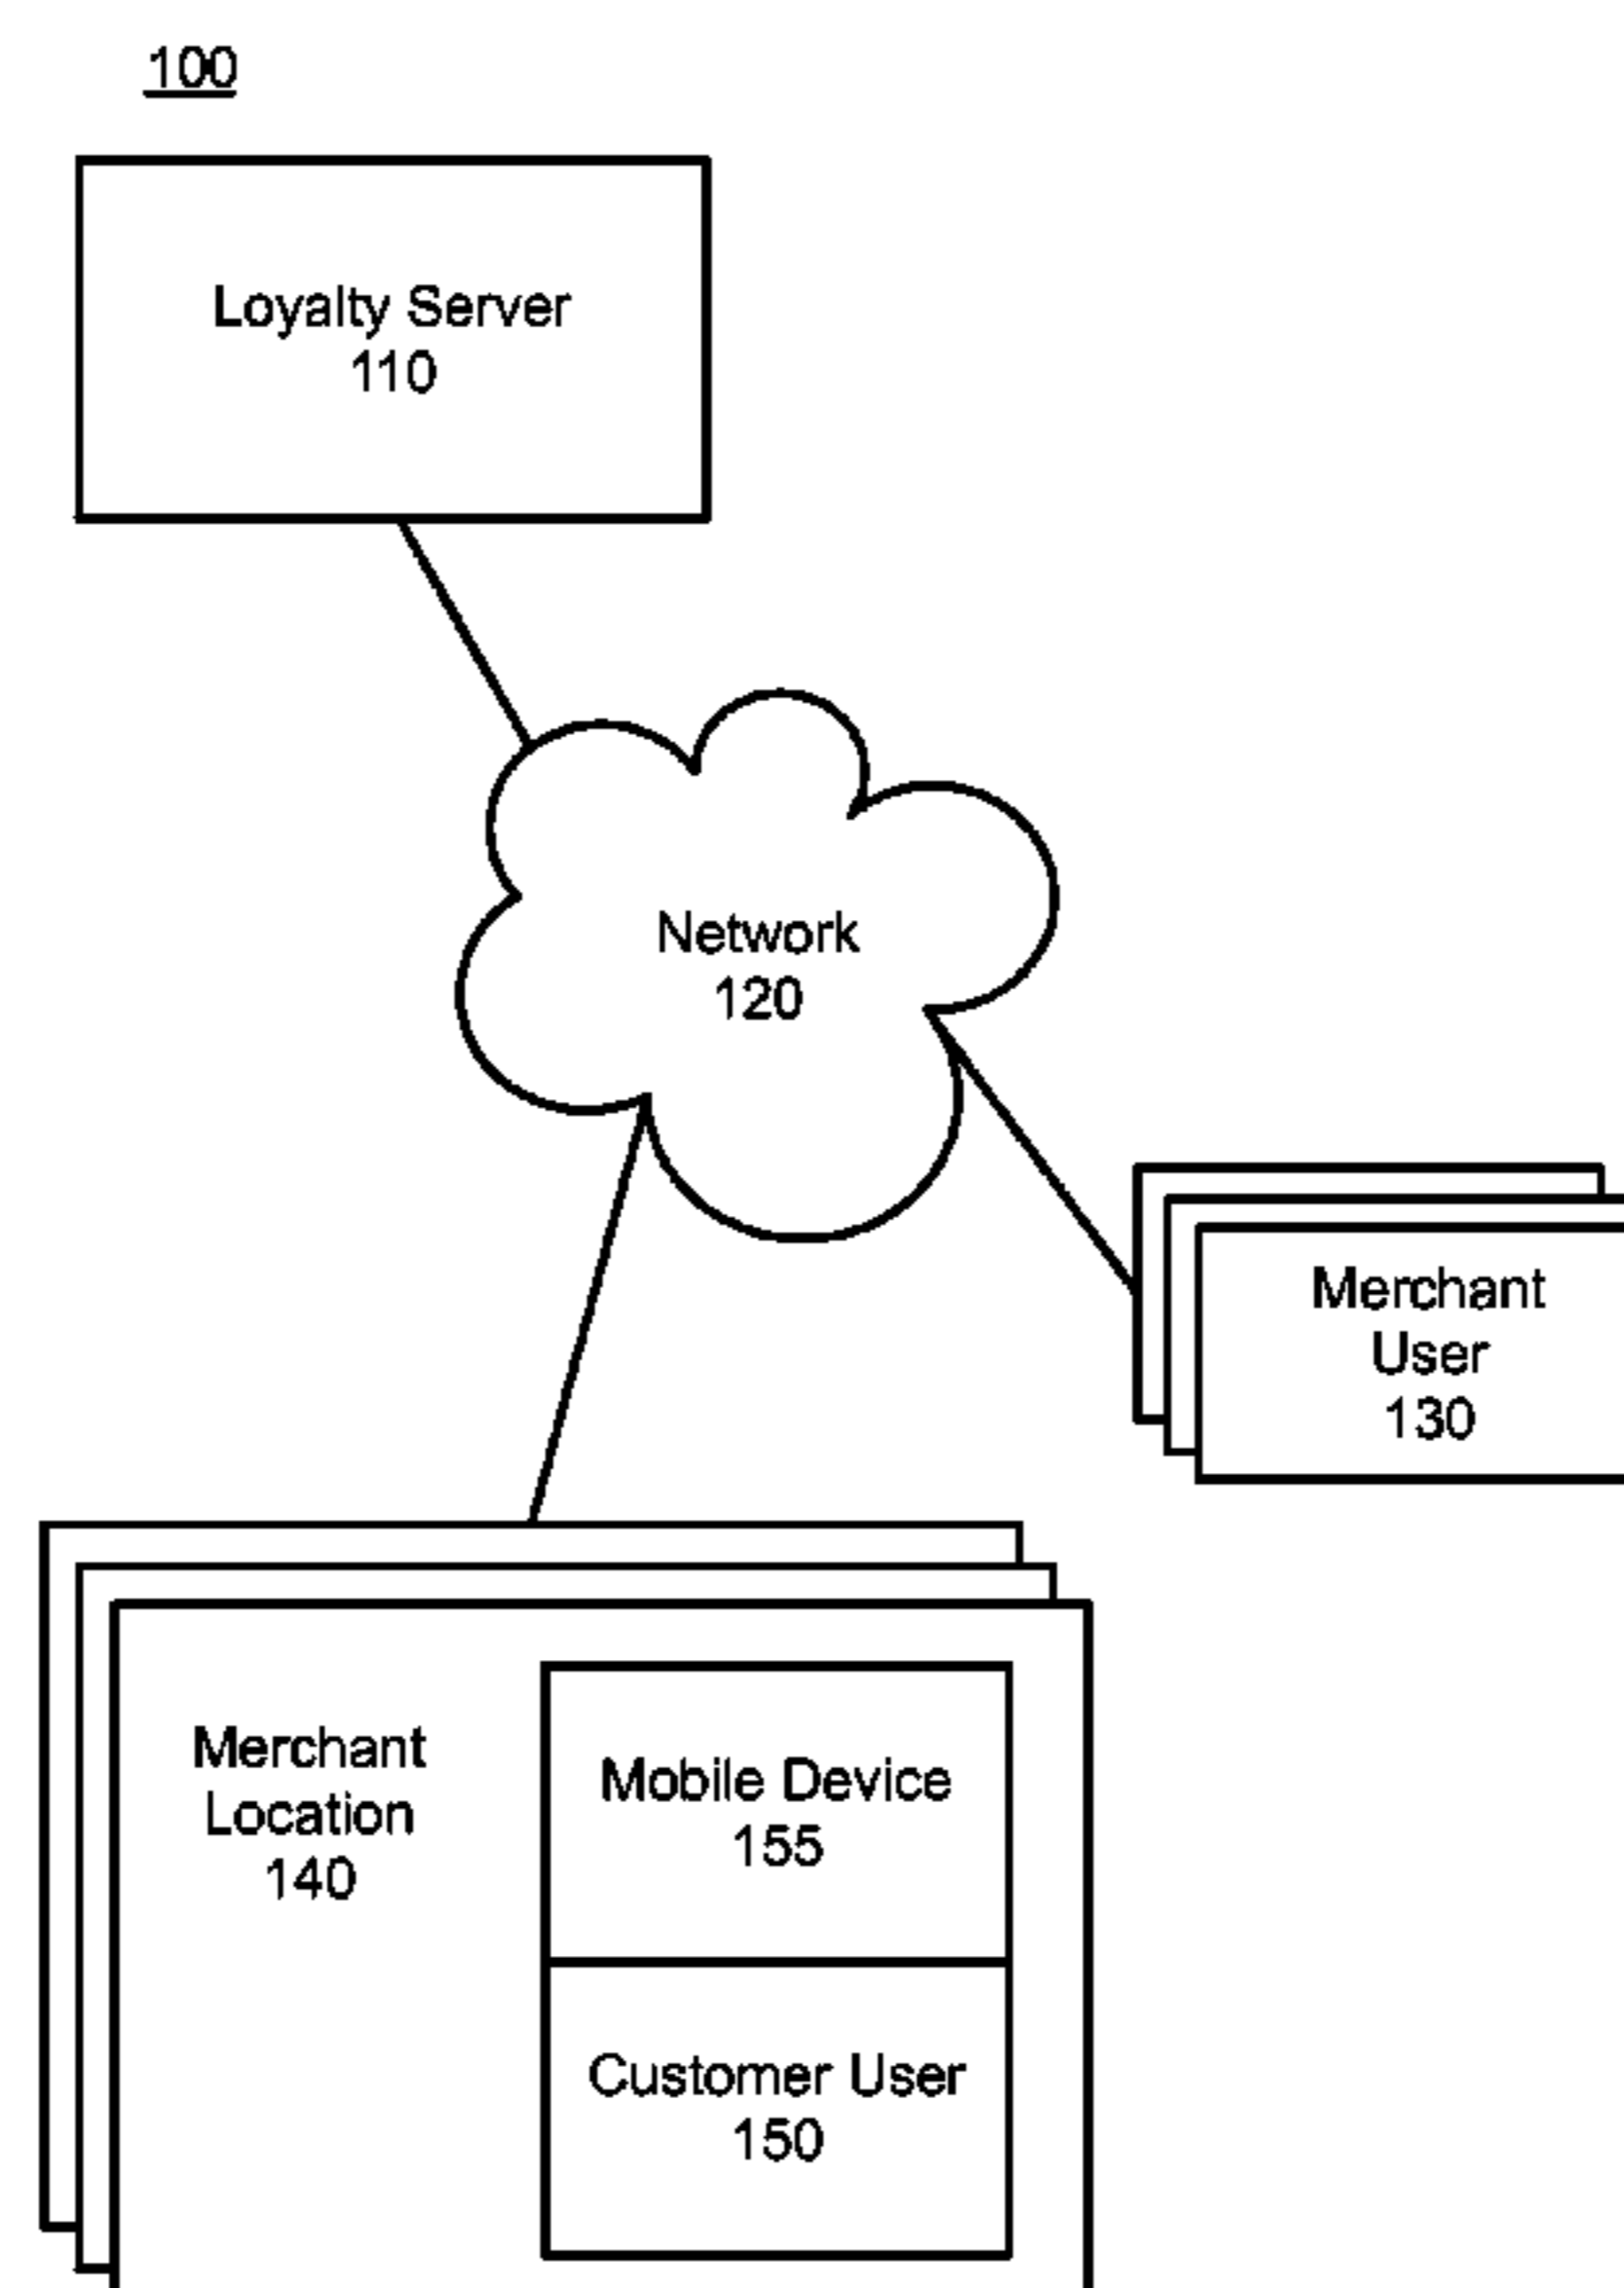 100
Loyalty Server
110
Network
120
Merchant
User
130
Merchant
Location
140
Mobile Device
155
Customer User
150